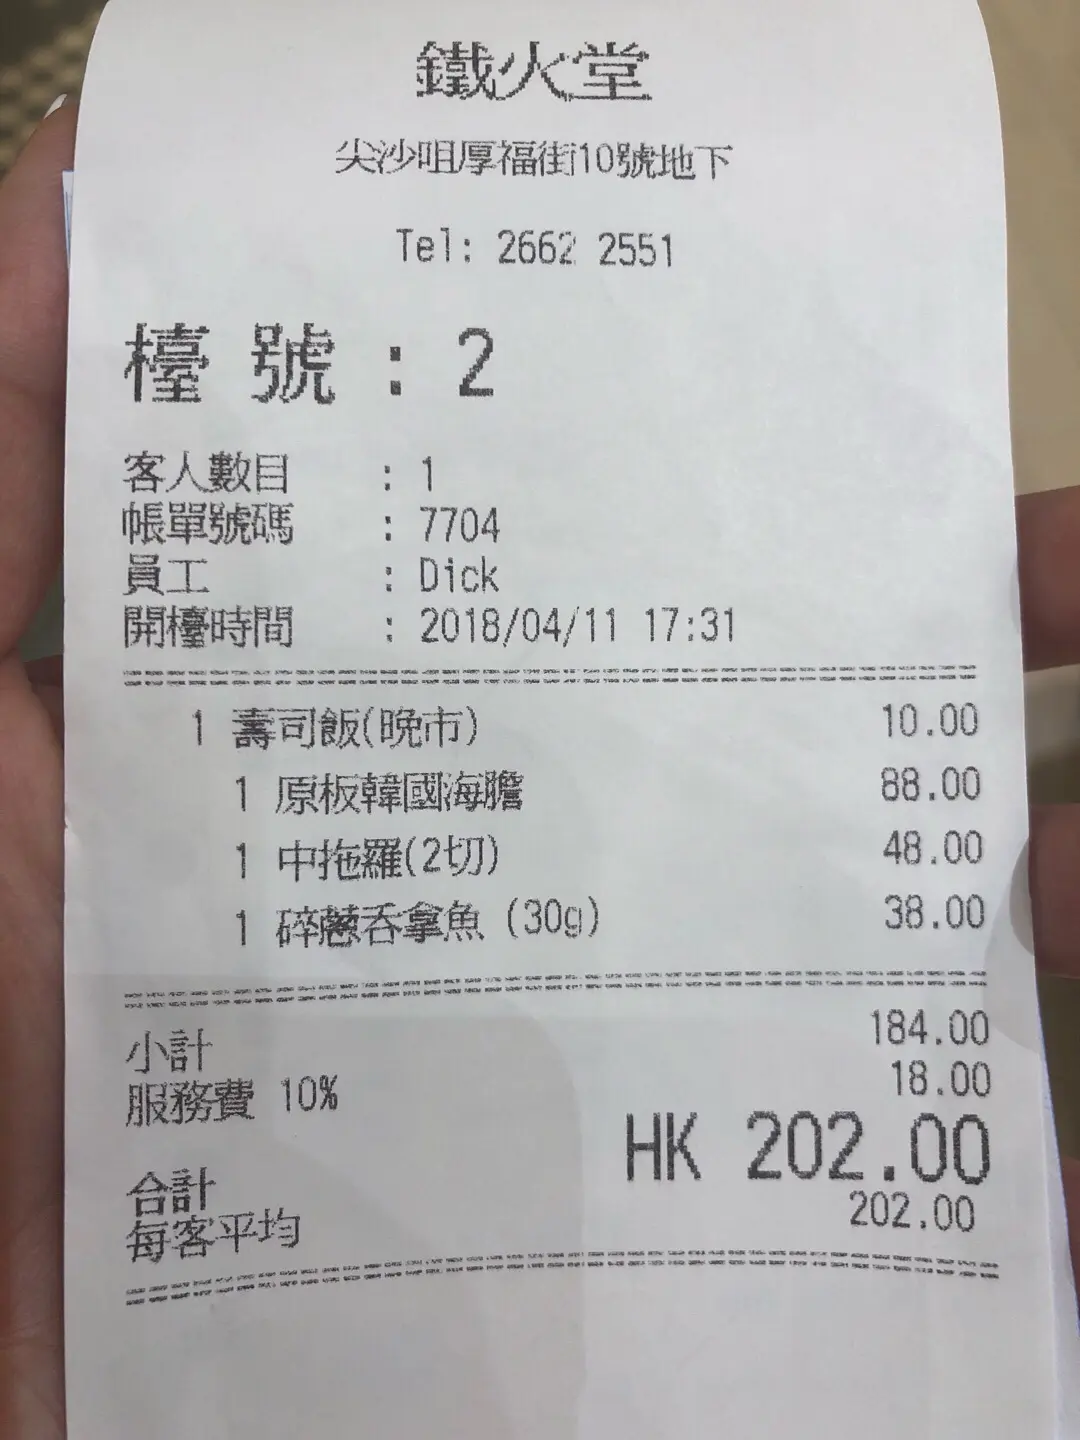 鐵火堂
尖沙咀厚福街10號地下
Tel: 2662 2551
檯 號 : 2
客人數目 : 1
帳單號碼 : 7704
員工 : Dick
開檯時間 : 2018/04/11 17:31
1 壽司飯(晚市) 10.00
1 原板韓國海膽 88.00
1 中拖羅(2切) 48.00
1 碎蔥吞拿魚 (30g) 38.00
小計 184.00
服務費 10% 18.00
合計 HK 202.00
每客平均 202.00